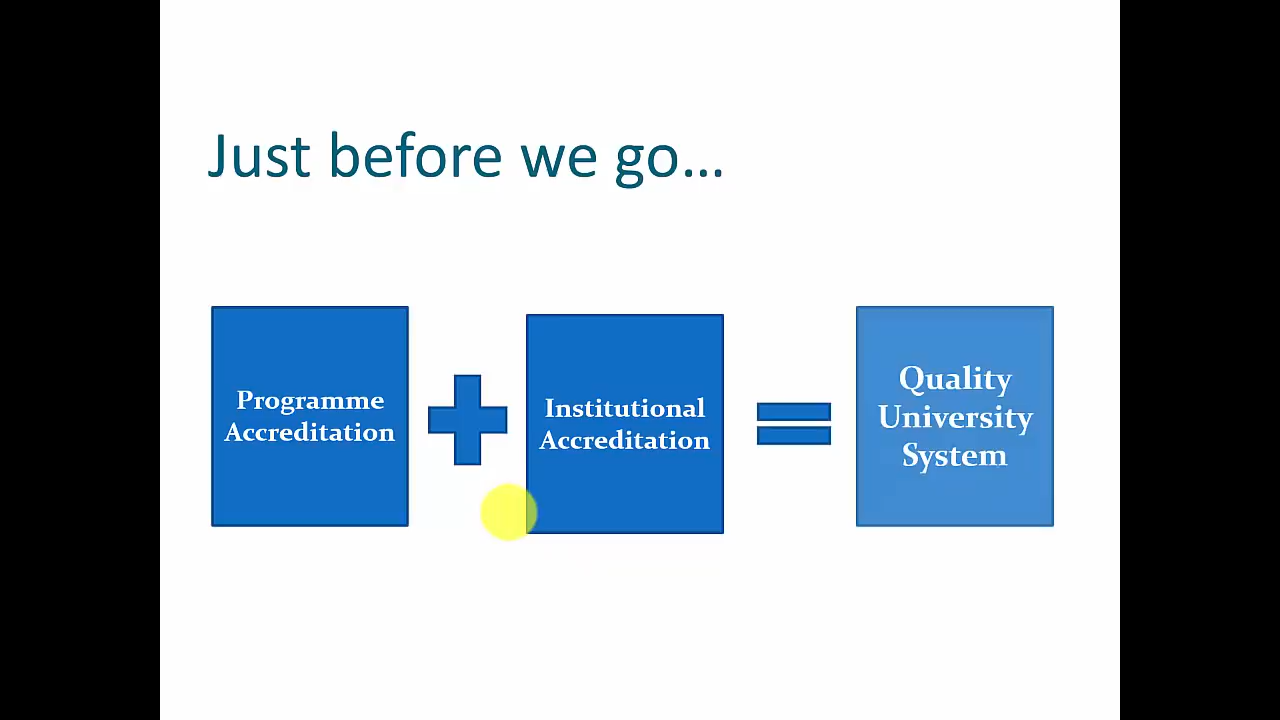 Just before we go...
Programme
Accreditation
Institutional
Accreditation
Quality
University
System